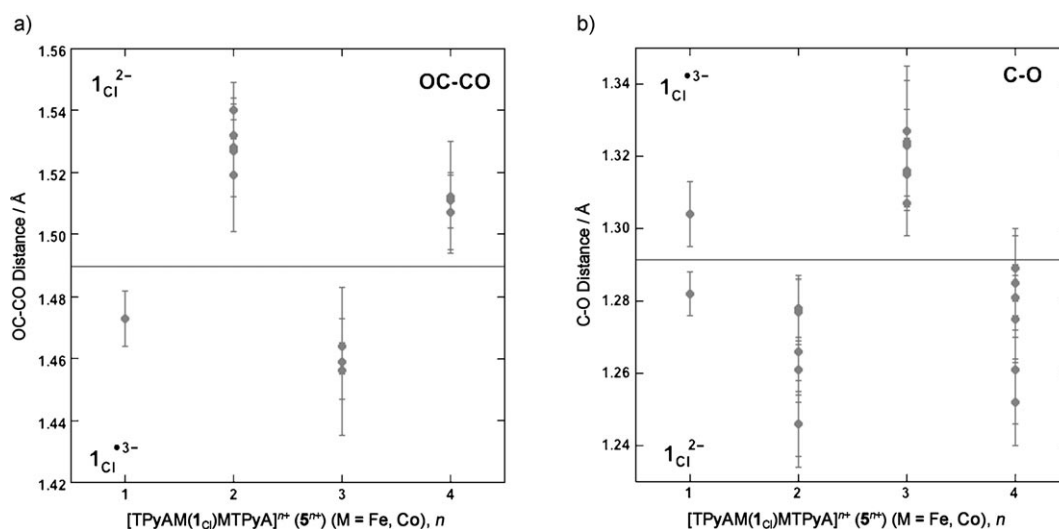 a)
1.56
1.54
1.52
1.50
1.48
1.46
1.44
1.42
OC-CO Distance / Å
1Cl2−
OC-CO
1Cl•3−
1 2 3 4
[TPyAM(1Cl)MTPyA]n+ (5n+) (M = Fe, Co), n
b)
1.34
1.32
1.30
1.28
1.26
1.24
C-O Distance / Å
1Cl•3−
C-O
1Cl2−
1 2 3 4
[TPyAM(1Cl)MTPyA]n+ (5n+) (M = Fe, Co), n